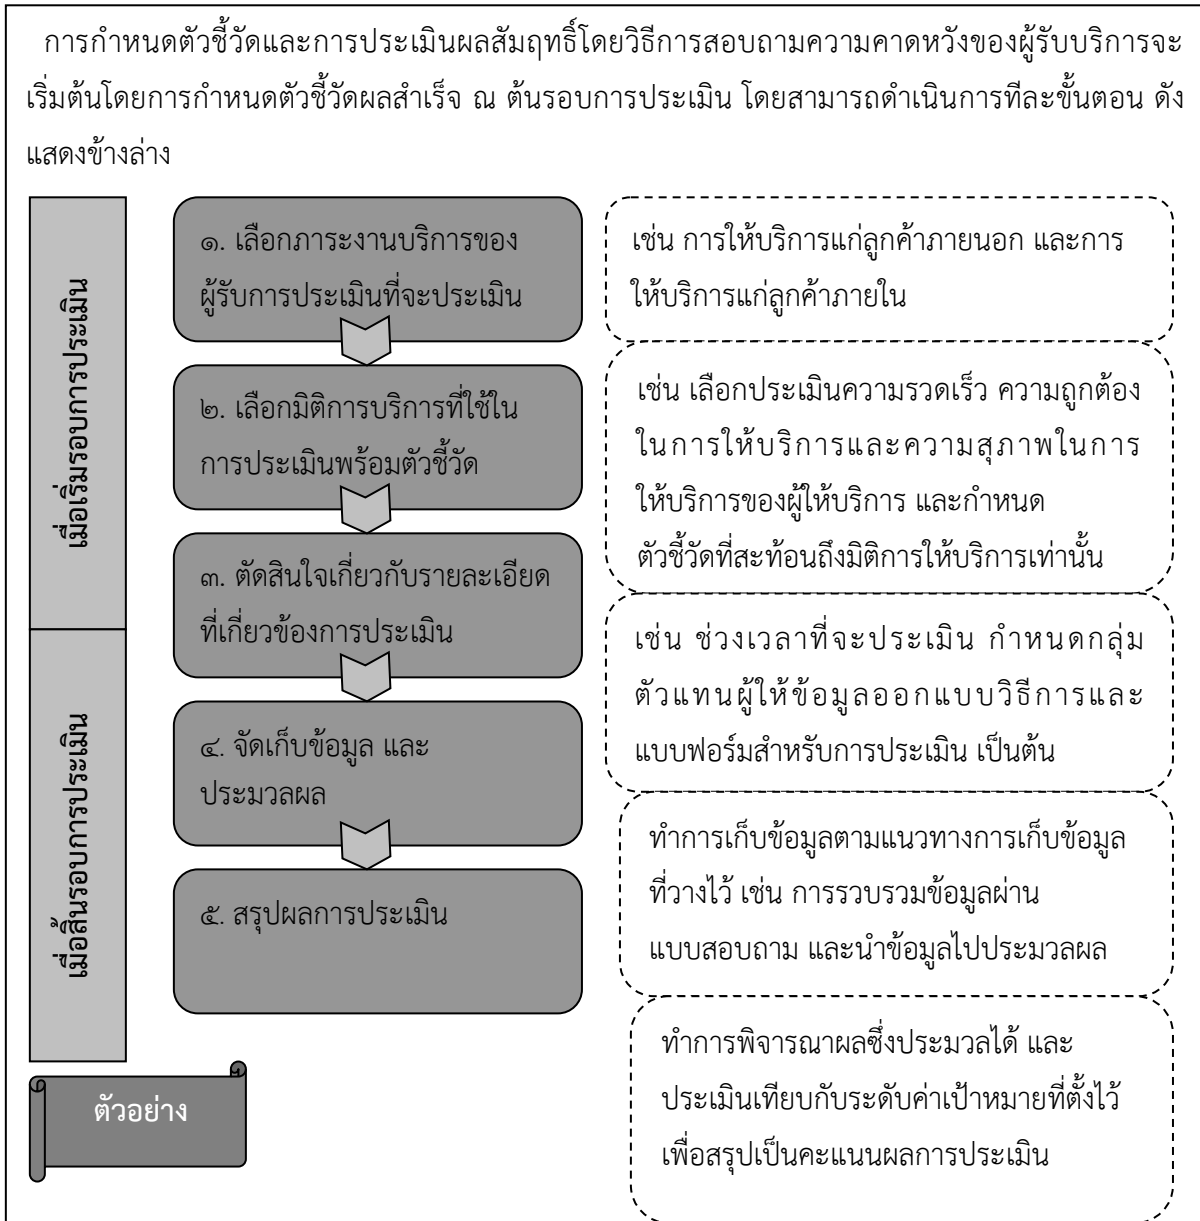 การกำหนดตัวชี้วัดและการประเมินผลสัมฤทธิ์โดยวิธีการสอบถามความคาดหวังของผู้รับบริการจะ
เริ่มต้นโดยการกำหนดตัวชี้วัดผลสำเร็จ ณ ต้นรอบการประเมิน โดยสามารถดำเนินการทีละขั้นตอน ดัง
แสดงข้างล่าง
เมื่อเริ่มรอบการประเมิน
๑. เลือกภาระงานบริการของ
ผู้รับการประเมินที่จะประเมิน
เช่น การให้บริการแก่ลูกค้าภายนอก และการ
ให้บริการแก่ลูกค้าภายใน
๒. เลือกมิติการบริการที่ใช้ใน
การประเมินพร้อมตัวชี้วัด
เช่น เลือกประเมินความรวดเร็ว ความถูกต้อง
ในการให้บริการและความสุภาพในการ
ให้บริการของผู้ให้บริการ และกำหนด
ตัวชี้วัดที่สะท้อนถึงมิติการให้บริการเท่านั้น
๓. ตัดสินใจเกี่ยวกับรายละเอียด
ที่เกี่ยวข้องการประเมิน
เช่น ช่วงเวลาที่จะประเมิน กำหนดกลุ่ม
ตัวแทนผู้ให้ข้อมูลออกแบบวิธีการและ
แบบฟอร์มสำหรับการประเมิน เป็นต้น
เมื่อสิ้นรอบการประเมิน
๔. จัดเก็บข้อมูล และ
ประมวลผล
ทำการเก็บข้อมูลตามแนวทางการเก็บข้อมูล
ที่วางไว้ เช่น การรวบรวมข้อมูลผ่าน
แบบสอบถาม และนำข้อมูลไปประมวลผล
๕. สรุปผลการประเมิน
ทำการพิจารณาผลซึ่งประมวลได้ และ
ประเมินเทียบกับระดับค่าเป้าหมายที่ตั้งไว้
เพื่อสรุปเป็นคะแนนผลการประเมิน
ตัวอย่าง